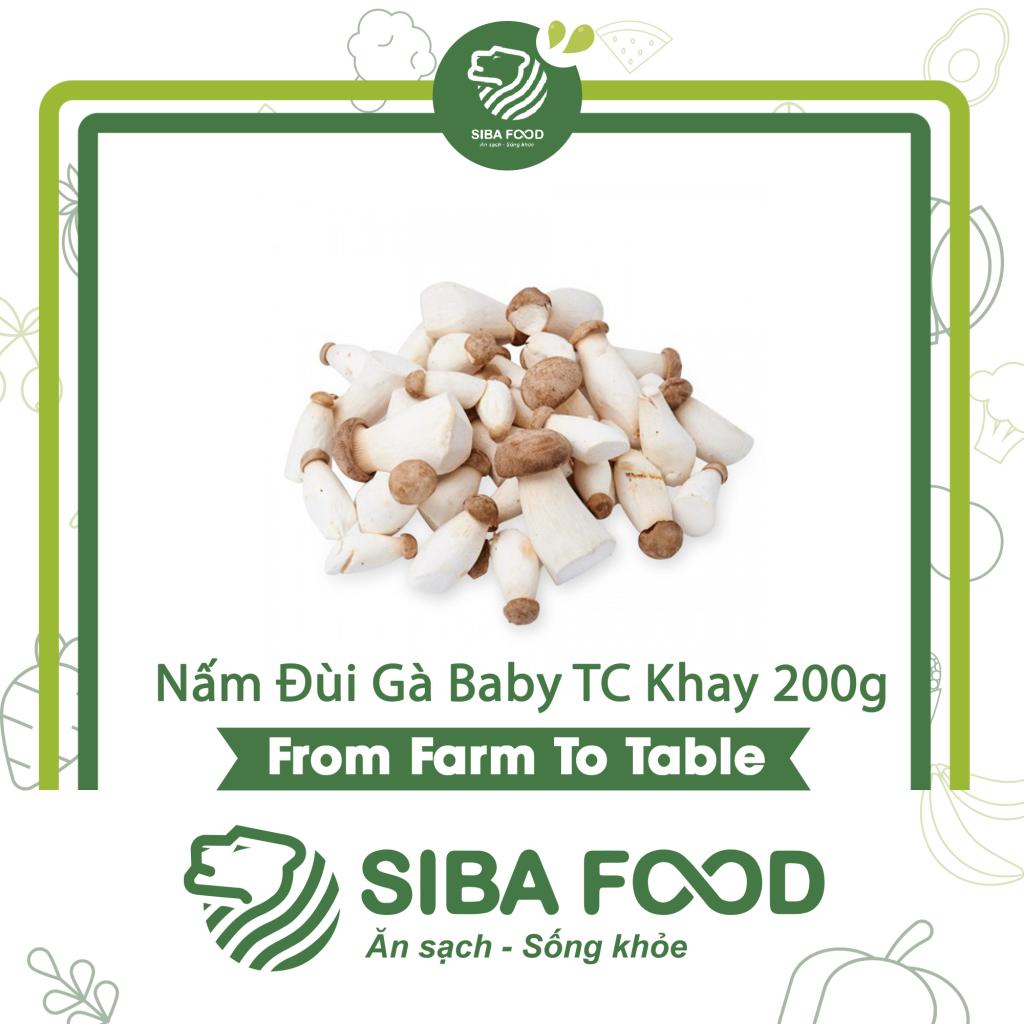 SIBA FOOD
Ăn sạch - Sống khỏe
Nấm Đùi Gà Baby TC Khay 200g
From Farm To Table
SIBA FOOD
Ăn sạch - Sống khỏe